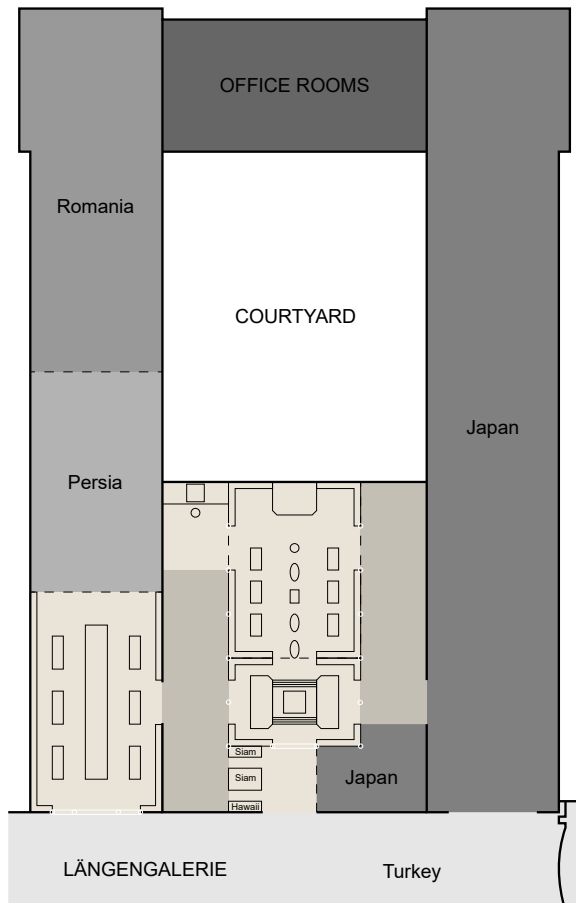 OFFICE ROOMS
Romania
COURTYARD
Japan
Persia
Siam
Siam
Japan
Hawaii
LÄNGENGALERIE
Turkey